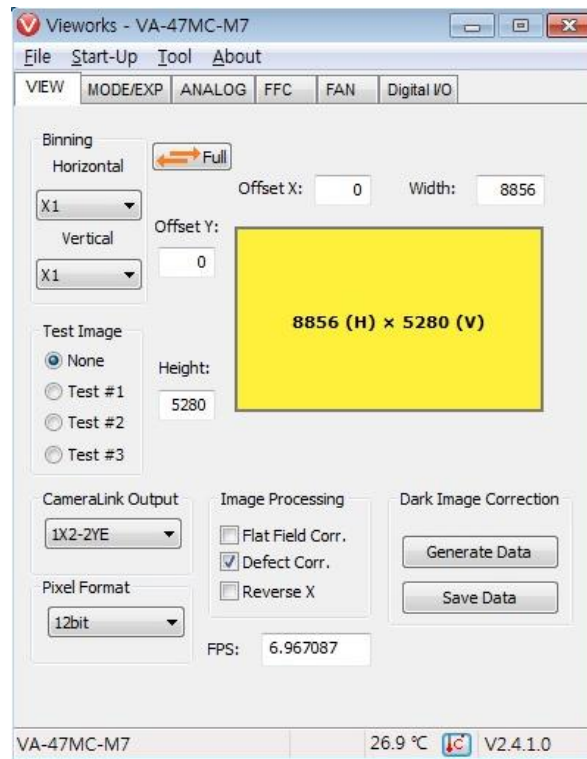 Vieworks - VA-47MC-M7
File Start-Up Tool About
VIEW MODE/EXP ANALOG FFC FAN Digital I/O
Binning
Horizontal
X1
Vertical
X1
Full
Offset X: 0 Width: 8856
Offset Y:
0
8856 (H) × 5280 (V)
Height:
5280
Test Image
None
Test #1
Test #2
Test #3
CameraLink Output
1X2-2YE
Image Processing
Flat Field Corr.
Defect Corr.
Reverse X
Dark Image Correction
Generate Data
Save Data
Pixel Format
12bit
FPS: 6.967087
VA-47MC-M7 26.9 ℃ C V2.4.1.0